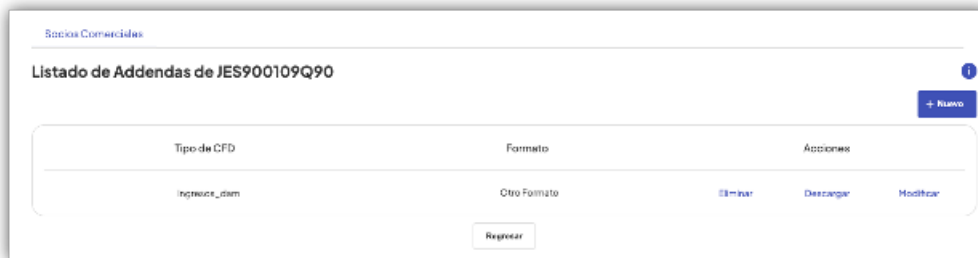 Socios Comerciales
Listado de Addendas de JES900109Q90
+ Nuevo
Tipo de CFD Formato Acciones
Ingresos_dam Otro Formato Eliminar Descargar Modificar
Regresar